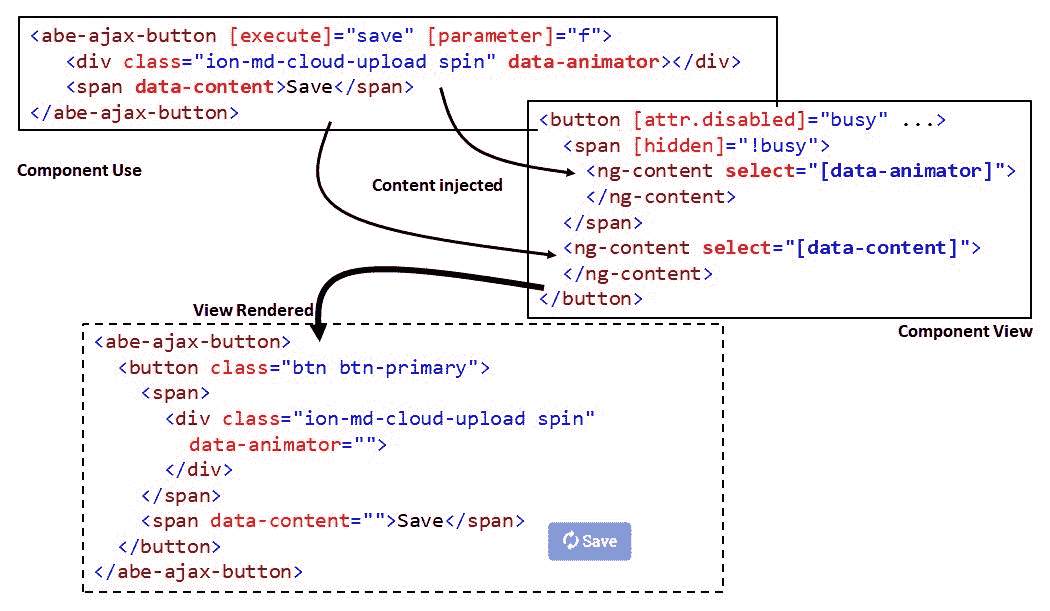 <abe-ajax-button [execute]="save" [parameter]="f">
<div class="ion-md-cloud-upload spin" data-animator></div>
<span data-content>Save</span>
</abe-ajax-button>
Component Use
<button [attr.disabled]="busy" ...>
<span [hidden]="!busy">
<ng-content select="[data-animator]">
</ng-content>
</span>
<ng-content select="[data-content]">
</ng-content>
</button>
Content injected
Component View
View Rendered
<abe-ajax-button>
<button class="btn btn-primary">
<span>
<div class="ion-md-cloud-upload spin"
data-animator="">
</div>
</span>
<span data-content="">Save</span>
</button>
</abe-ajax-button>
Save